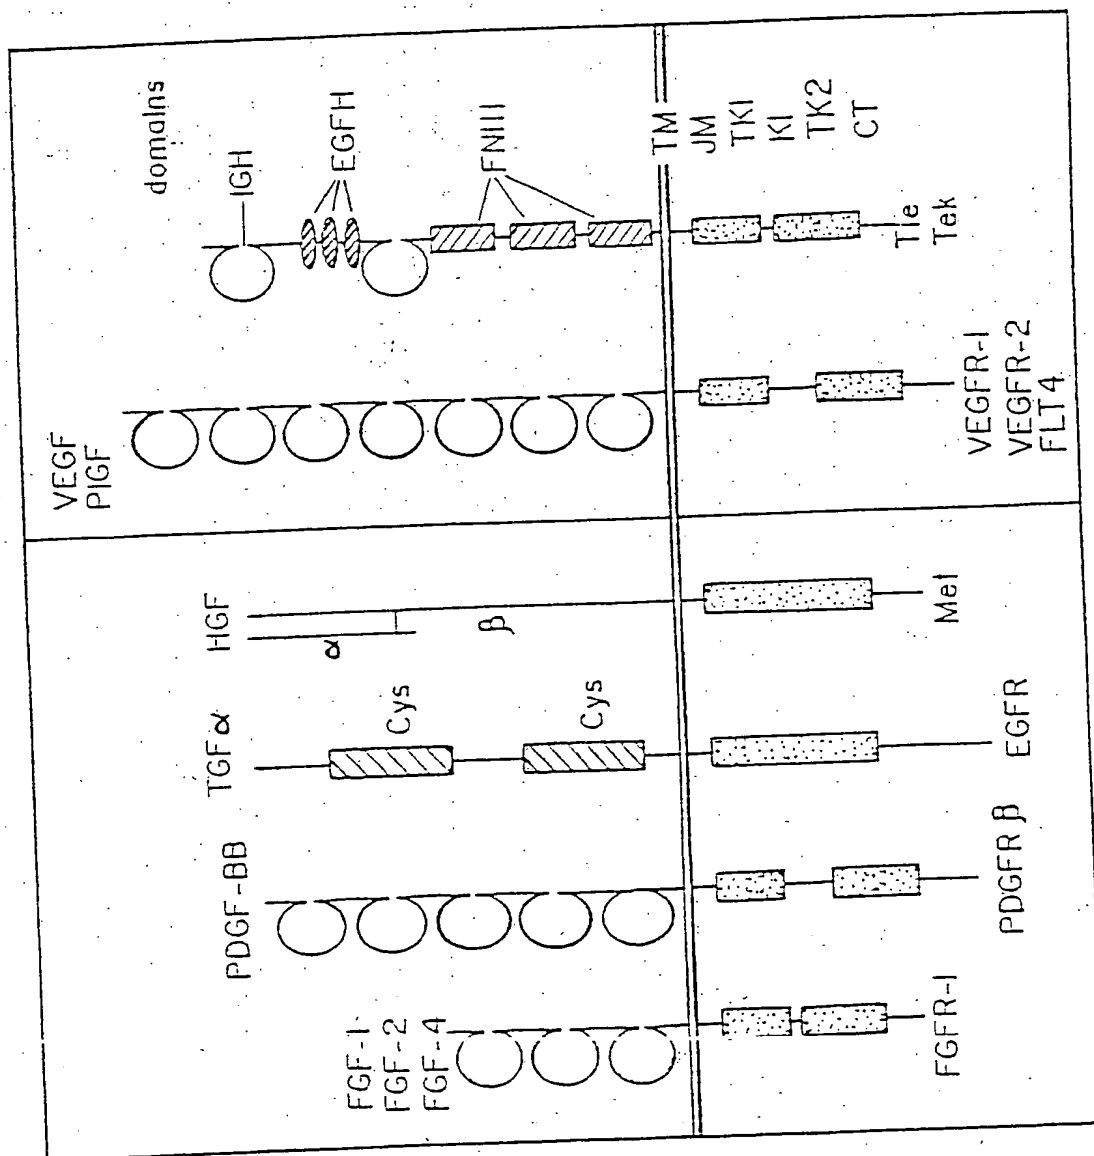 FGF-1
FGF-2
FGF-4
PDGF-BB
TGFα
HGF
VEGF
PlGF
domains
α
β
Cys
Cys
IGH
EGFH
FNIII
TM
JM
TK1
KI
TK2
CT
FGFR-1
PDGFR β
EGFR
Met
VEGFR-1
VEGFR-2
FLT4
Tie
Tek